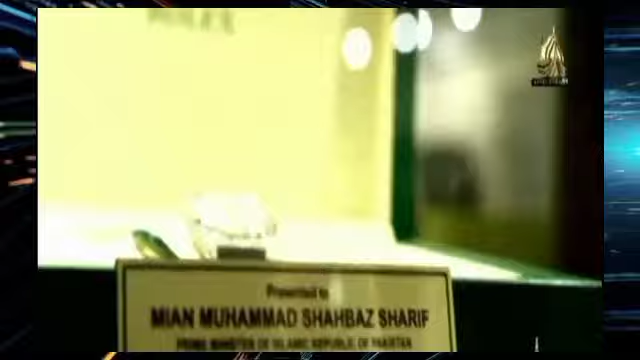 Presented to
MIAN MUHAMMAD SHAHBAZ SHARIF
PRIME MINISTER OF ISLAMIC REPUBLIC OF PAKISTAN